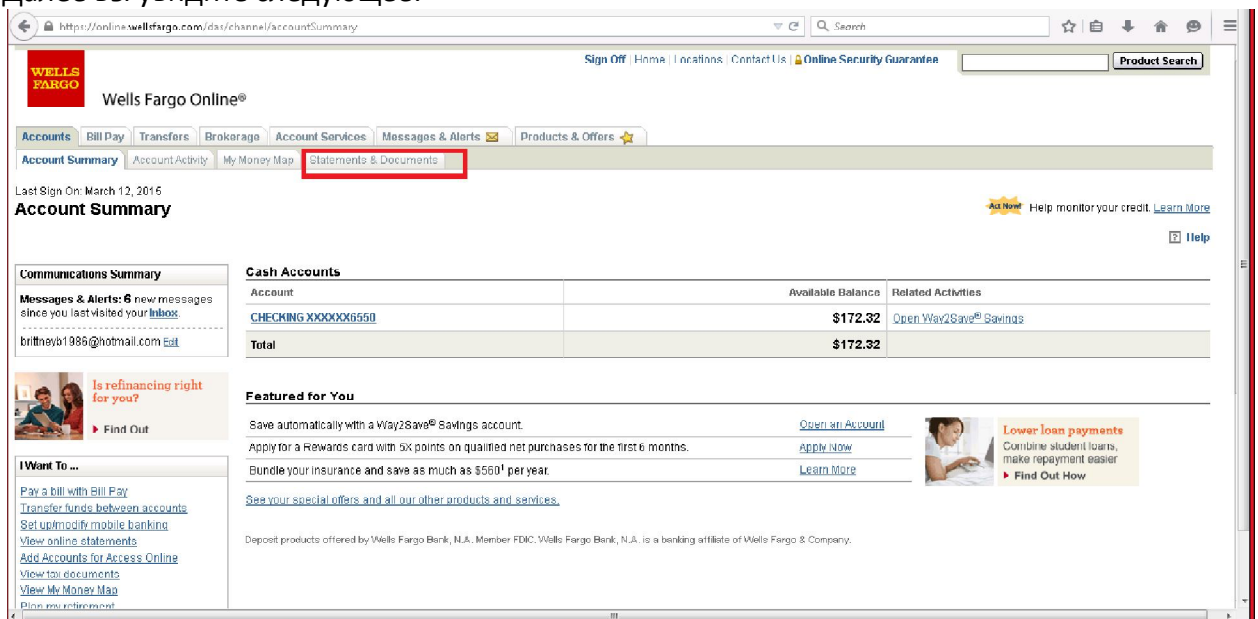 Далее вы увидите следующее:
https://online.wellsfargo.com/das/channel/accountSummary
Search
WELLS
FARGO
Wells Fargo Online®
Sign Off | Home | Locations | Contact Us | Online Security Guarantee
Product Search
Accounts Bill Pay Transfers Brokerage Account Services Messages & Alerts Products & Offers
Account Summary Account Activity My Money Map Statements & Documents
Last Sign On: March 12, 2015
Account Summary
Act Now! Help monitor your credit. Learn More
? Help
Communications Summary
Messages & Alerts: 6 new messages
since you last visited your Inbox.
brittneyb1986@hotmail.com Edit
Is refinancing right
for you?
Find Out
I Want To ...
Pay a bill with Bill Pay
Transfer funds between accounts
Set up/modify mobile banking
View online statements
Add Accounts for Access Online
View tax documents
View My Money Map
Plan my retirement
Cash Accounts
Account Available Balance Related Activities
CHECKING XXXXXX6550 $172.32 Open Way2Save® Savings
Total $172.32
Featured for You
Save automatically with a Way2Save® Savings account. Open an Account
Apply for a Rewards card with 5X points on qualified net purchases for the first 6 months. Apply Now
Bundle your insurance and save as much as $560¹ per year. Learn More
See your special offers and all our other products and services.
Lower loan payments
Combine student loans,
make repayment easier
Find Out How
Deposit products offered by Wells Fargo Bank, N.A. Member FDIC. Wells Fargo Bank, N.A. is a banking affiliate of Wells Fargo & Company.